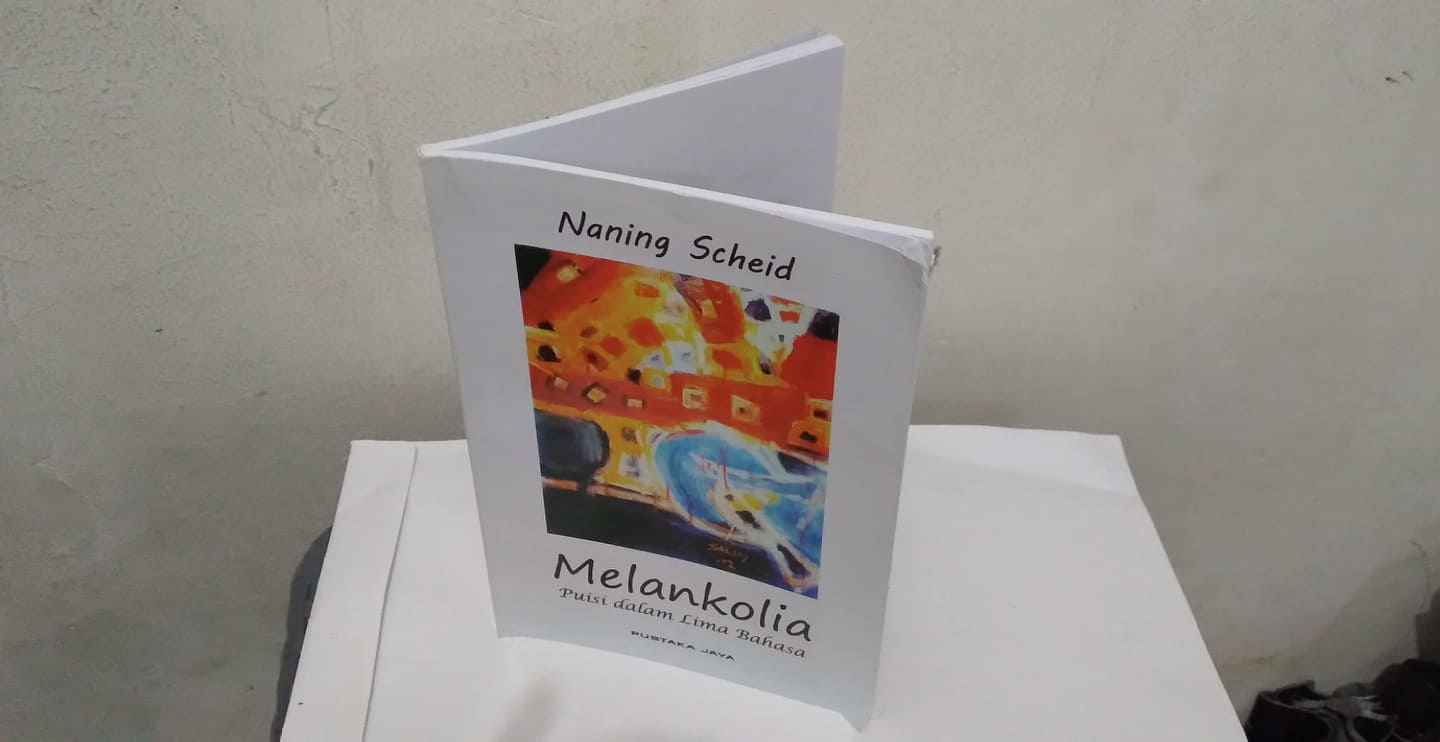 Naning Scheid
Melankolia
Puisi dalam Lima Bahasa
PUSTAKA JAYA